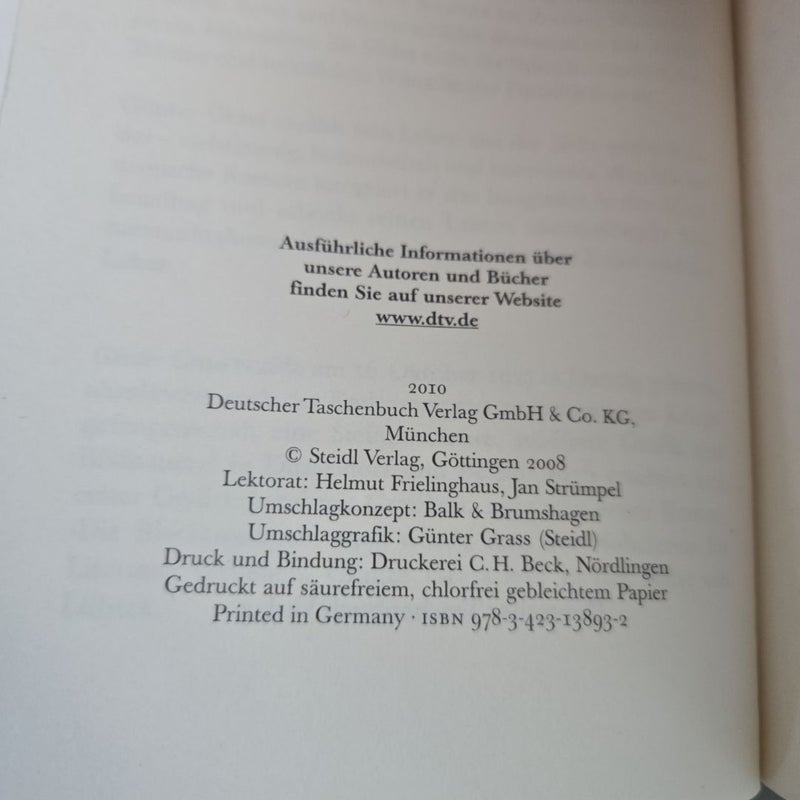 Ausführliche Informationen über
unsere Autoren und Bücher
finden Sie auf unserer Website
www.dtv.de
2010
Deutscher Taschenbuch Verlag GmbH & Co. KG,
München
© Steidl Verlag, Göttingen 2008
Lektorat: Helmut Frielinghaus, Jan Strümpel
Umschlagkonzept: Balk & Brumshagen
Umschlaggrafik: Günter Grass (Steidl)
Druck und Bindung: Druckerei C. H. Beck, Nördlingen
Gedruckt auf säurefreiem, chlorfrei gebleichtem Papier
Printed in Germany · ISBN 978-3-423-13893-2